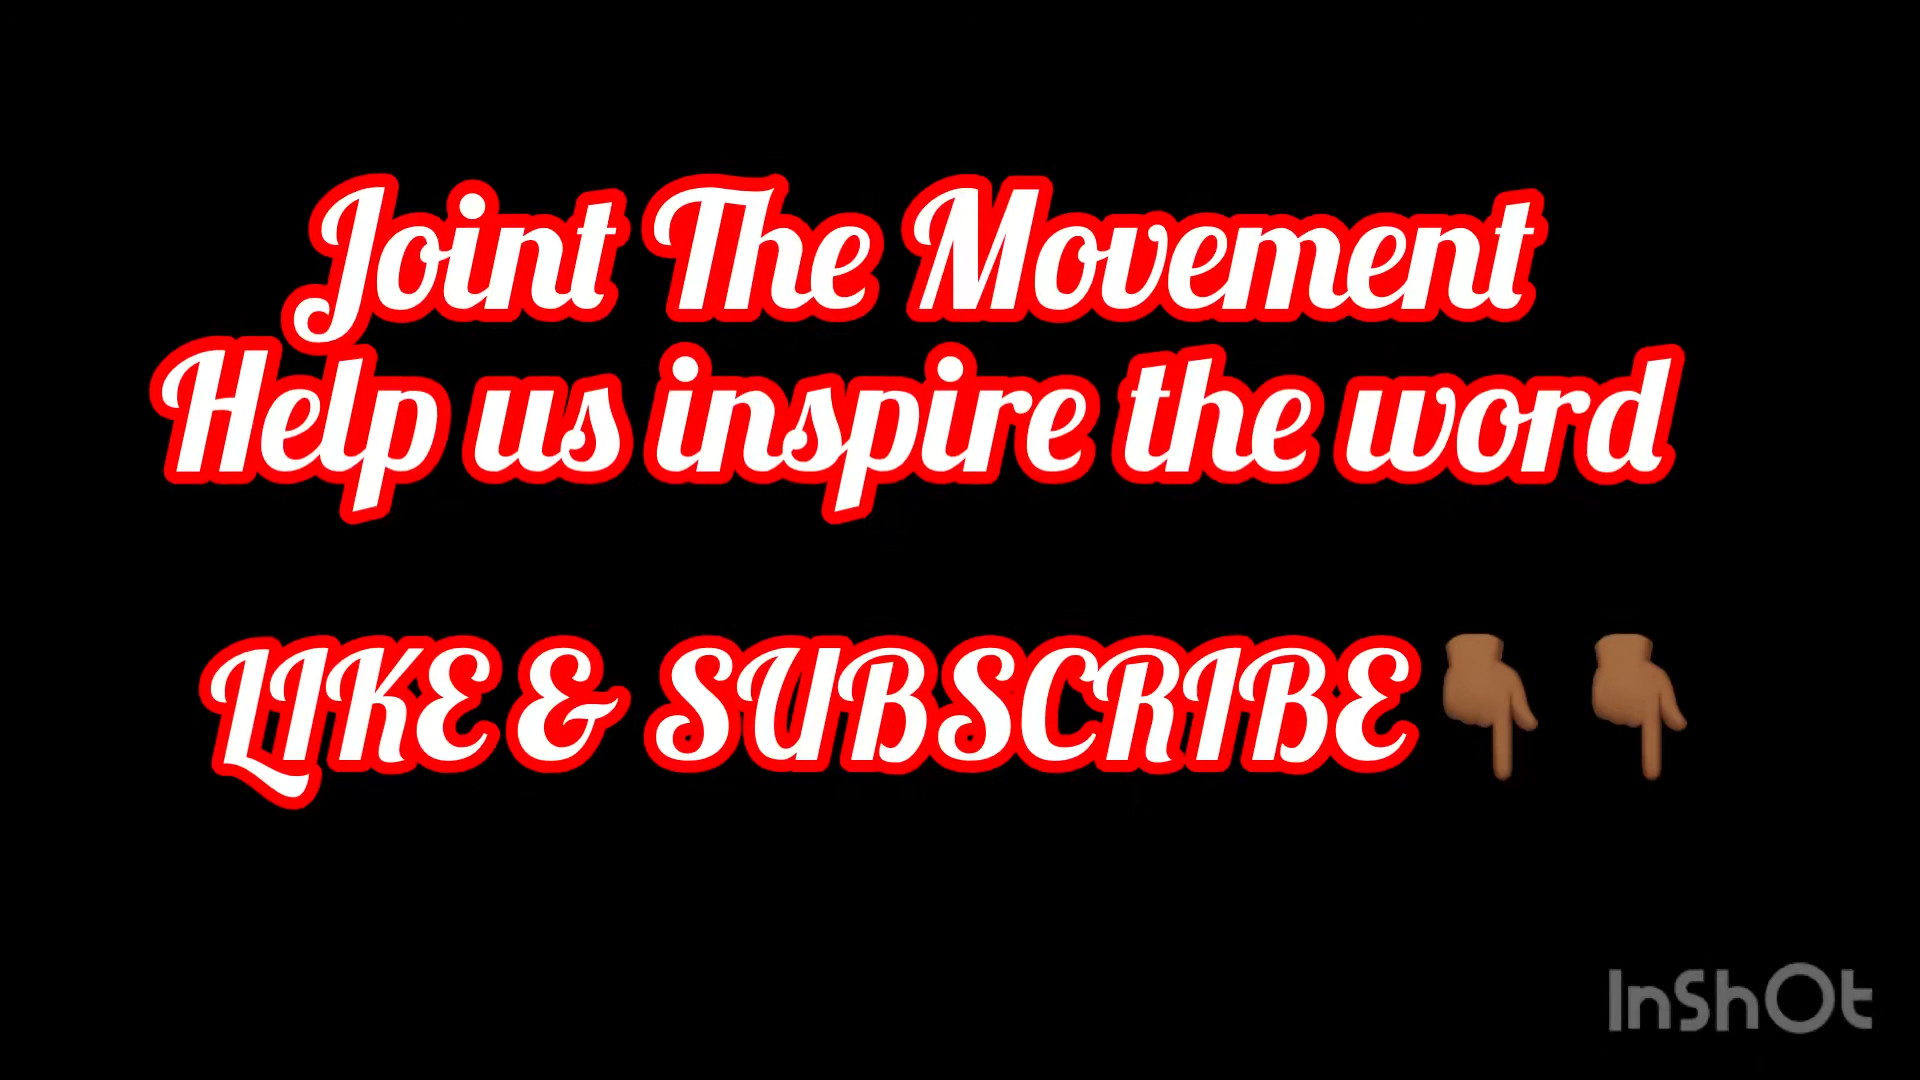 Joint The Movement
Help us inspire the word
LIKE & SUBSCRIBE👇🏾 👇🏾
InShOt